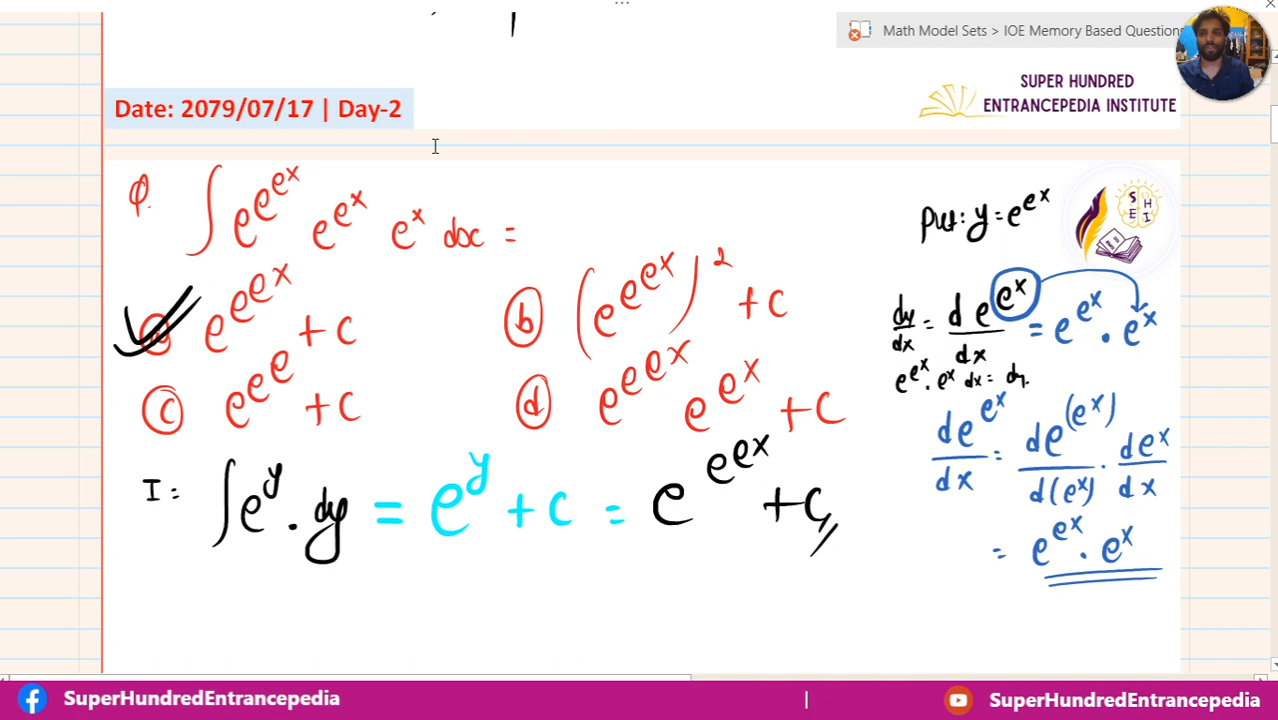 Math Model Sets > IOE Memory Based Questions
SUPER HUNDRED
ENTRANCEPEDIA INSTITUTE
Date: 2079/07/17 | Day-2
Q. ∫ e^{e^{e^x}} e^{e^x} e^x dx =
(a) e^{e^{e^x}} + c
(b) (e^{e^{e^x}})^2 + c
(c) e^{e^{e}} + c
(d) e^{e^{e^x}} e^{e^x} + c
I = ∫ e^y . dy = e^y + c = e^{e^{e^x}} + c
Put: y = e^{e^x}
dy/dx = d e^{e^x}/dx = e^{e^x} . e^x
e^{e^x} . e^x dx = dy.
d e^{e^x}/dx = d e^{(e^x)}/d(e^x) . d e^x/dx
= e^{e^x} . e^x
S H
E I
SuperHundredEntrancepedia
SuperHundredEntrancepedia